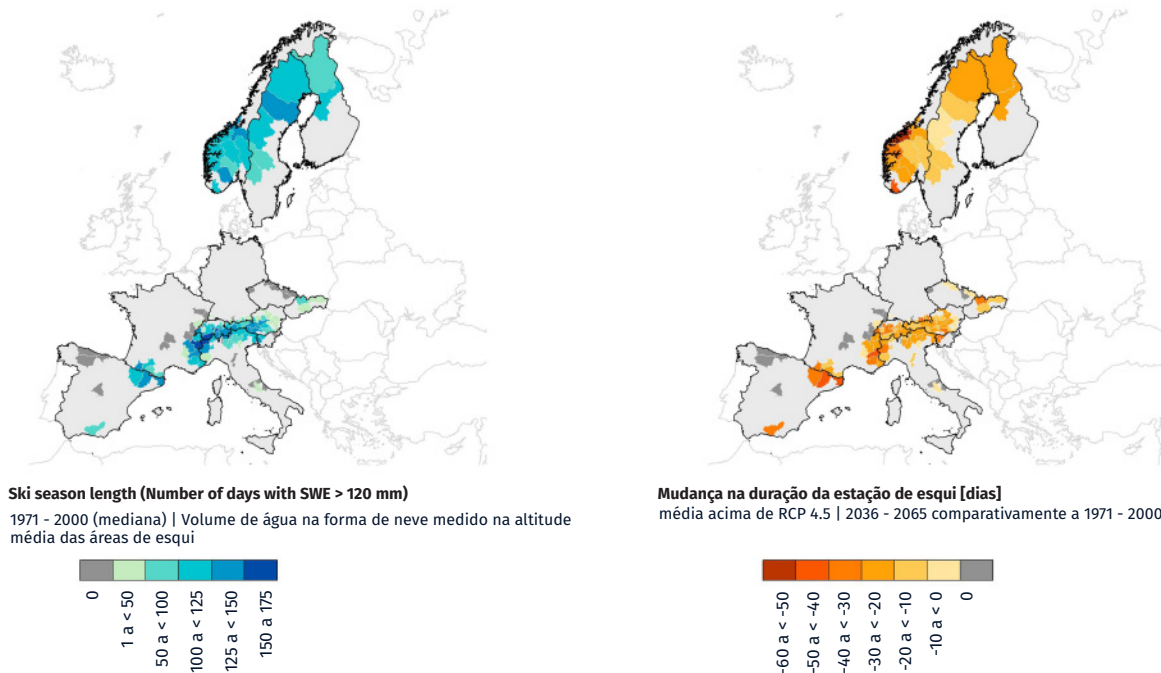 Ski season length (Number of days with SWE > 120 mm)
1971 - 2000 (mediana) | Volume de água na forma de neve medido na altitude
média das áreas de esqui
0
1 a < 50
50 a < 100
100 a < 125
125 a < 150
150 a 175
Mudança na duração da estação de esqui [dias]
média acima de RCP 4.5 | 2036 - 2065 comparativamente a 1971 - 2000
-60 a < -50
-50 a < -40
-40 a < -30
-30 a < -20
-20 a < -10
-10 a < 0
0